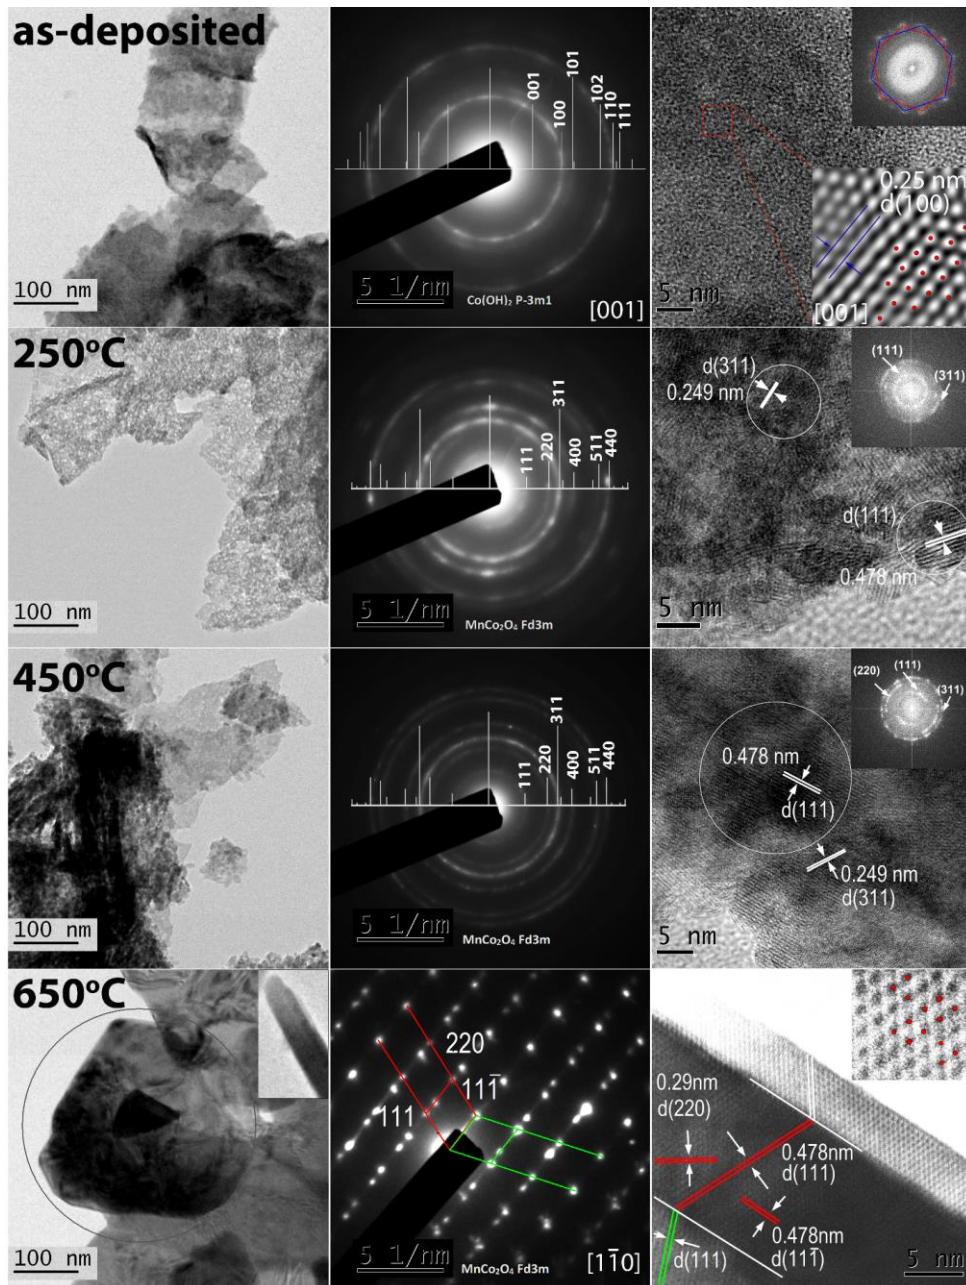 as-deposited
100 nm
001
100
101
102
110
111
5 1/nm
Co(OH)₂ P-3m1
[001]
0.25 nm
d(100)
5 nm
[001]
250°C
100 nm
111
220
311
400
511
440
5 1/nm
MnCo₂O₄ Fd3m
d(311)
0.249 nm
(111)
(311)
d(111)
0.478 nm
5 nm
450°C
100 nm
111
220
311
400
511
440
5 1/nm
MnCo₂O₄ Fd3m
(220)
(111)
(311)
0.478 nm
d(111)
0.249 nm
d(311)
5 nm
650°C
100 nm
220
111̅
111
5 1/nm
MnCo₂O₄ Fd3m
[11̅0]
0.29nm
d(220)
0.478nm
d(111)
0.478nm
d(111̅)
d(111)
5 nm